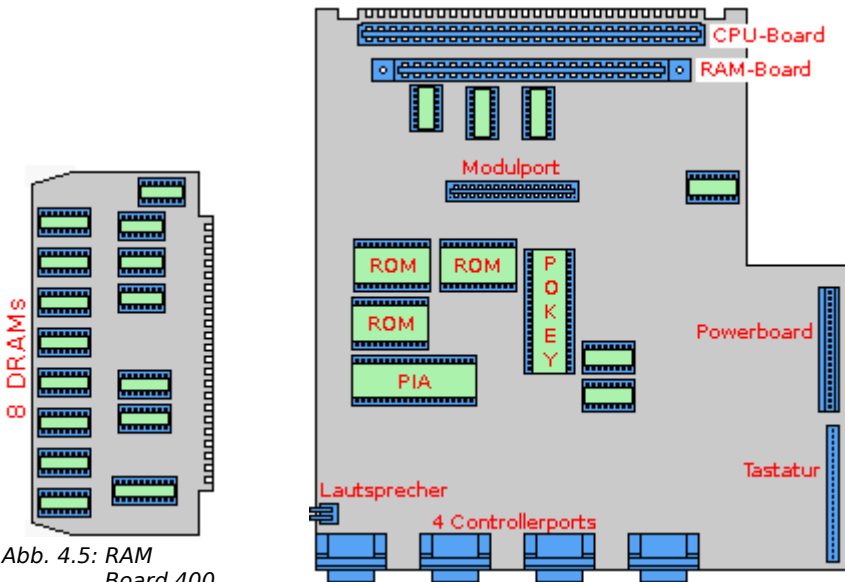 CPU-Board
RAM-Board
Modulport
ROM
ROM
POKEY
ROM
PIA
Powerboard
Tastatur
Lautsprecher
4 Controllerports
8 DRAMs
Abb. 4.5: RAM
Board 400